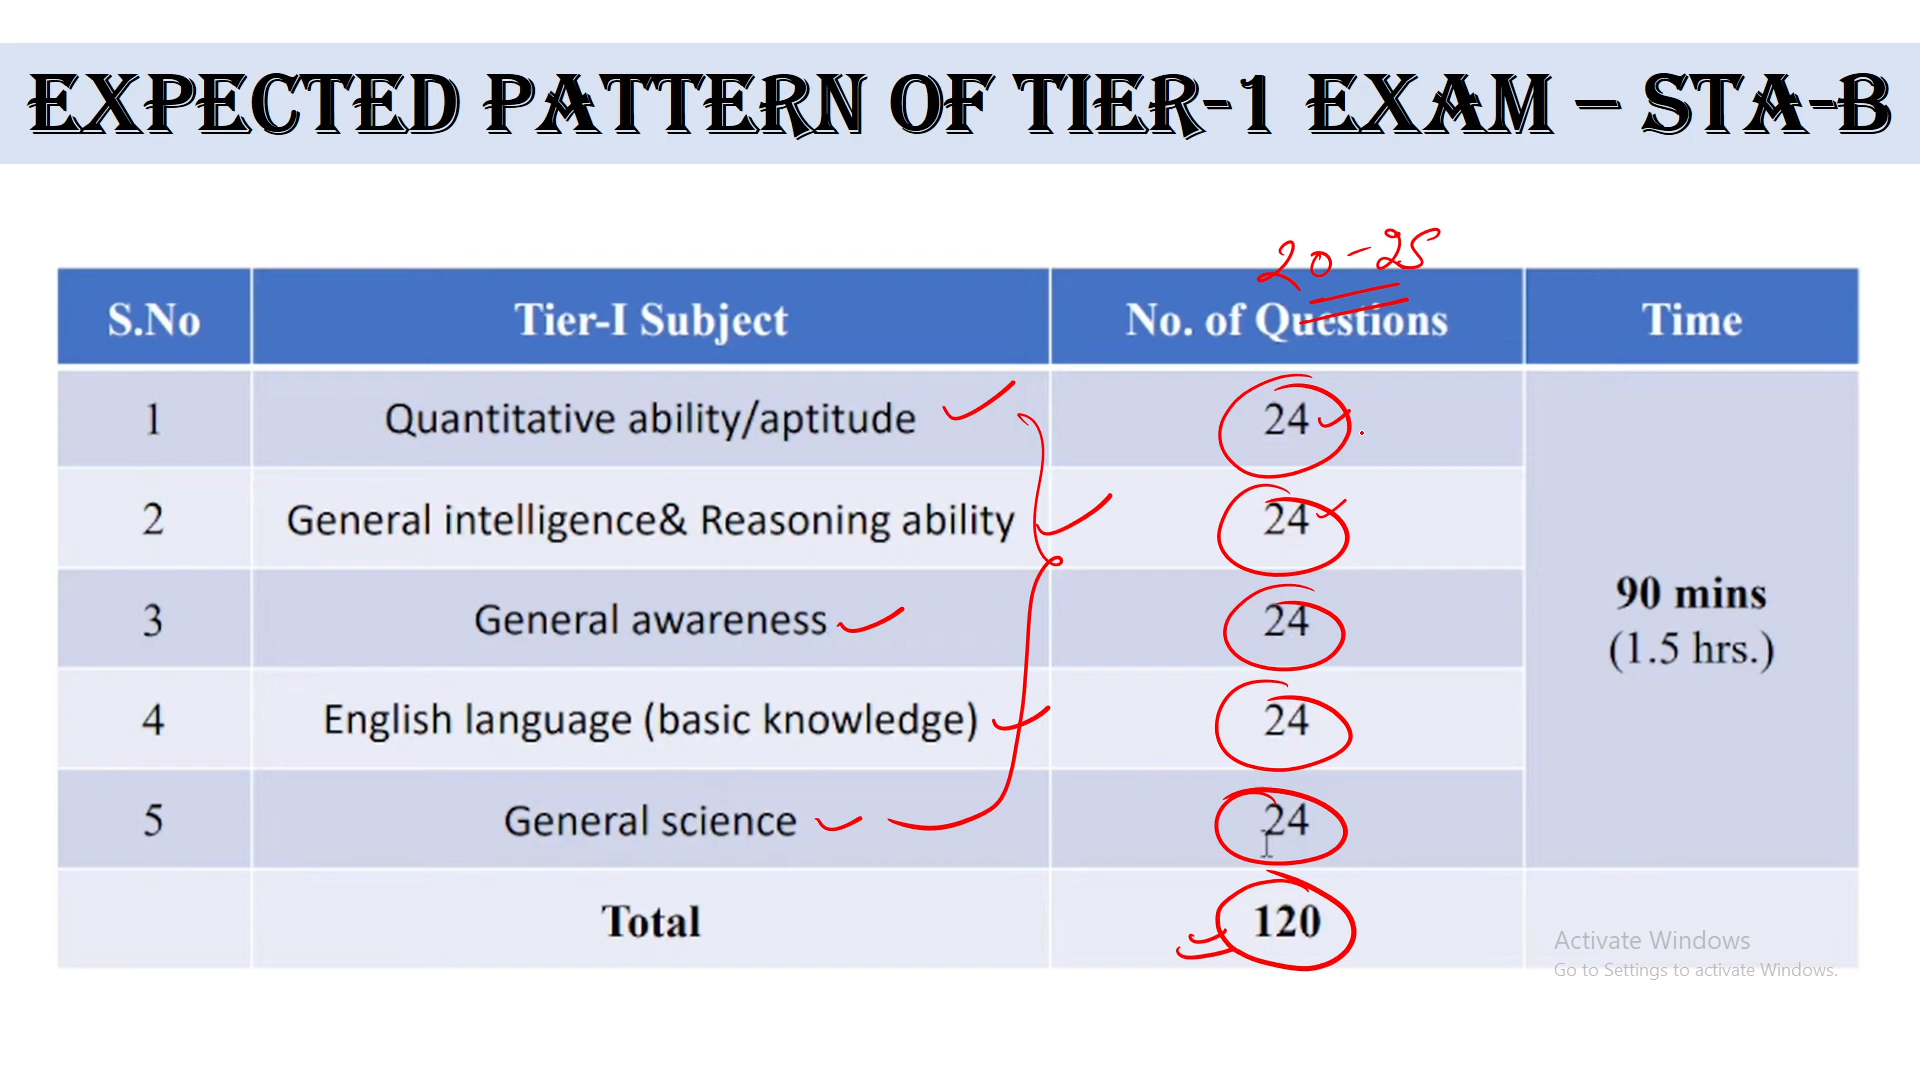 EXPECTED PATTERN OF TIER-1 EXAM – STA-B
20-25
S.No Tier-I Subject No. of Questions Time
1 Quantitative ability/aptitude 24
2 General intelligence& Reasoning ability 24
3 General awareness 24
90 mins
(1.5 hrs.)
4 English language (basic knowledge) 24
5 General science 24
Total 120
Activate Windows
Go to Settings to activate Windows.